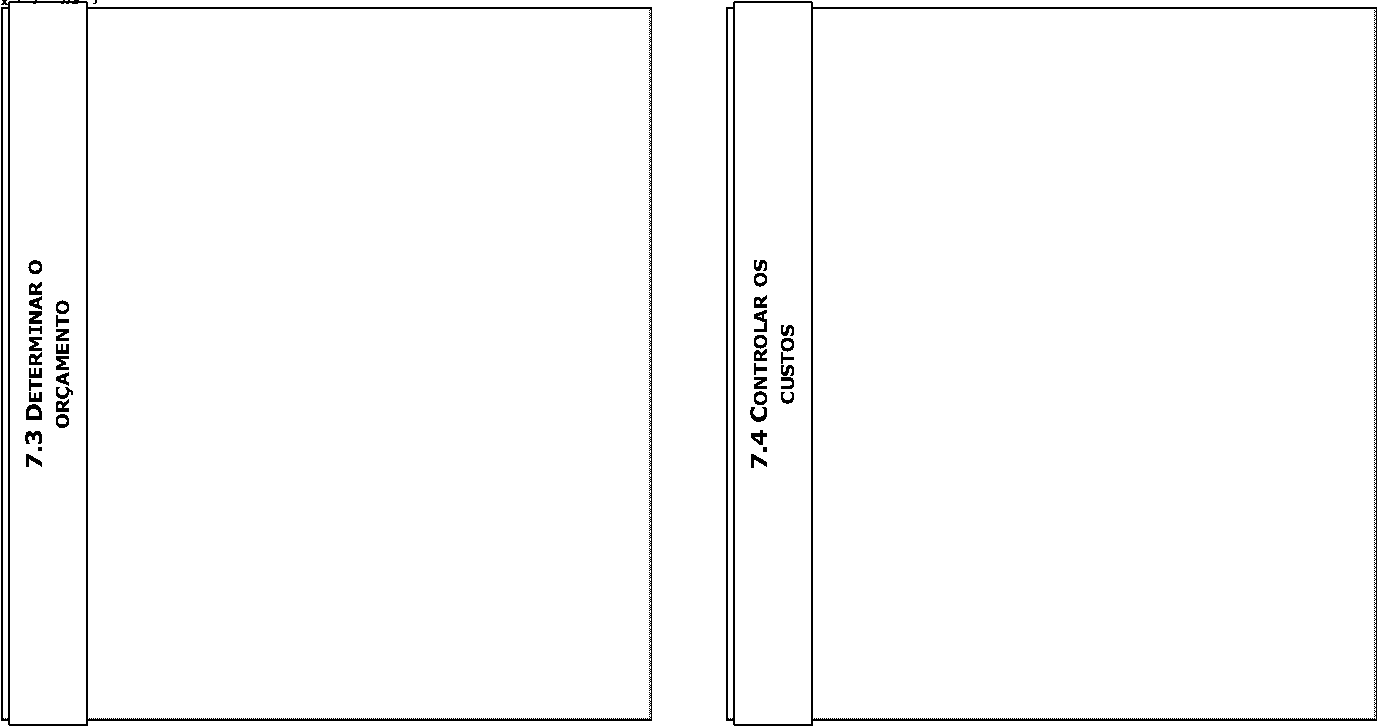 7.3 DETERMINAR O
ORÇAMENTO
7.4 CONTROLAR OS
CUSTOS